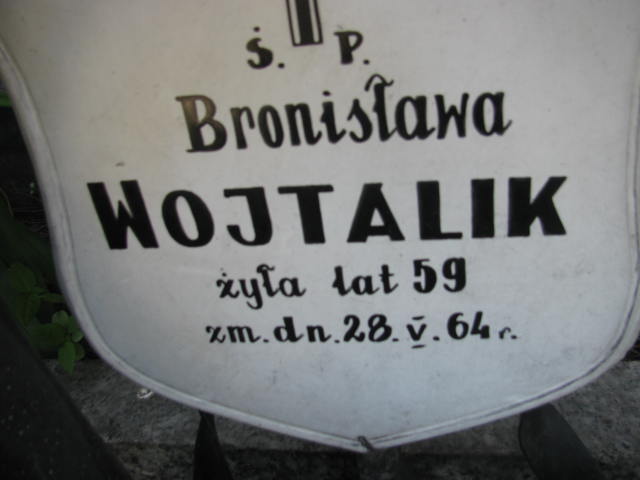 Ś. P.
Bronisława
WOJTALIK
żyła lat 59
zm. dn. 28. V. 64 r.